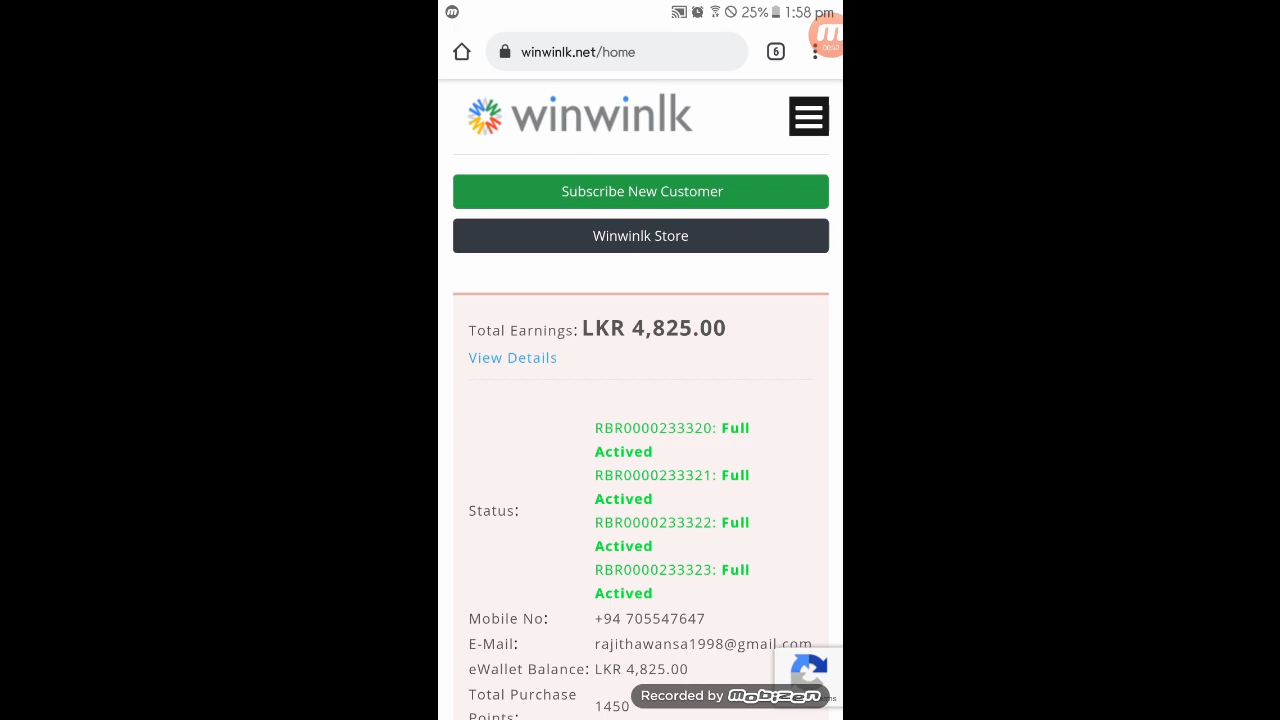 25% 1:58 pm
winwinlk.net/home
6
winwinlk
Subscribe New Customer
Winwinlk Store
Total Earnings: LKR 4,825.00
View Details
Status:
RBR0000233320: Full
Actived
RBR0000233321: Full
Actived
RBR0000233322: Full
Actived
RBR0000233323: Full
Actived
Mobile No: +94 705547647
E-Mail: rajithawansa1998@gmail.com
eWallet Balance: LKR 4,825.00
Total Purchase
Points: 1450
Recorded by mobizen